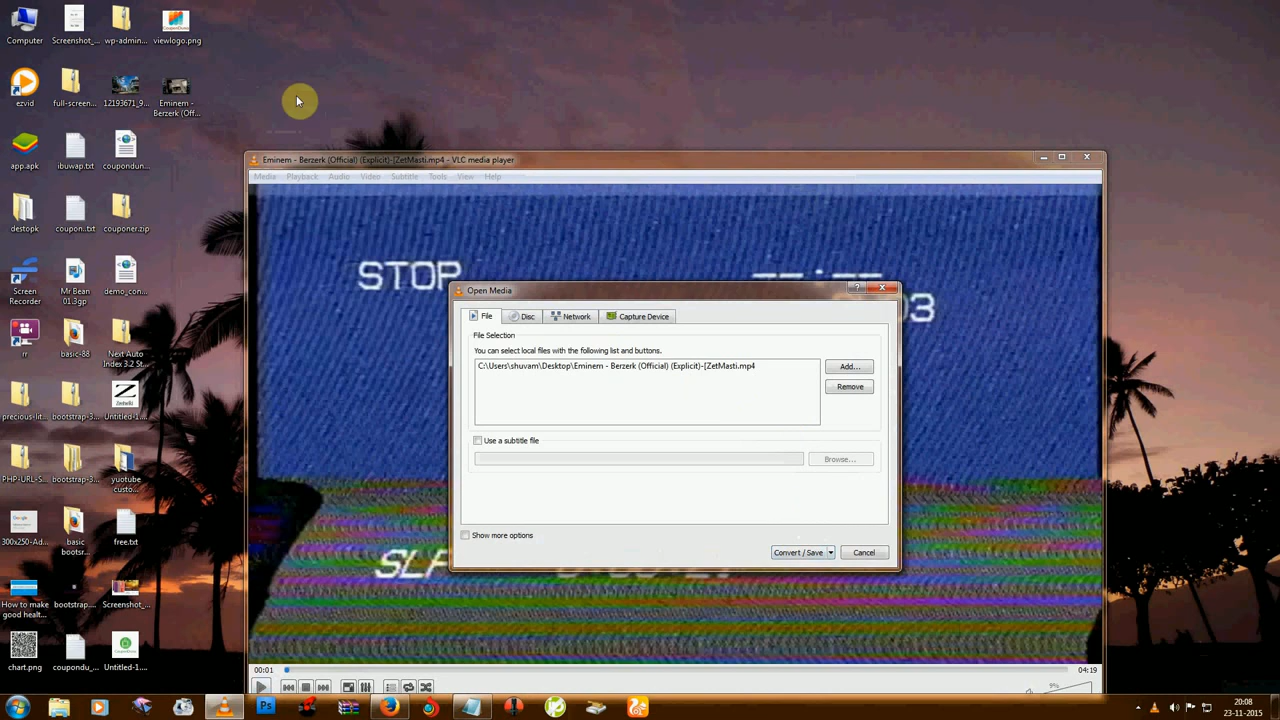 Computer
Screenshot_...
wp-admin...
viewlogo.png
ezvid
full-screen...
12193671_9...
Eminem -
Berzerk (Off...
app.apk
ibuwap.txt
coupondun...
destopk
coupon..txt
couponer.zip
Screen
Recorder
Mr Bean
01.3gp
demo_con...
rr
basic-88
Next Auto
Index 3.2 St...
precious-lit...
bootstrap-3...
Untitled-1....
PHP-URL-S...
bootstrap-3...
yuotube
custo...
300x250-Ad...
basic
bootsr...
free.txt
How to make
good healt...
bootstrap....
Screenshot_...
chart.png
coupondu_...
Untitled-1....
Eminem - Berzerk (Official) (Explicit)-[ZetMasti.mp4 - VLC media player
Media Playback Audio Video Subtitle Tools View Help
STOP --:--
03
Open Media
File Disc Network Capture Device
File Selection
You can select local files with the following list and buttons.
C:\Users\shuvam\Desktop\Eminem - Berzerk (Official) (Explicit)-[ZetMasti.mp4
Add...
Remove
Use a subtitle file
Browse...
Show more options
Convert / Save Cancel
00:01 04:19
9%
Ps
20:08
23-11-2015